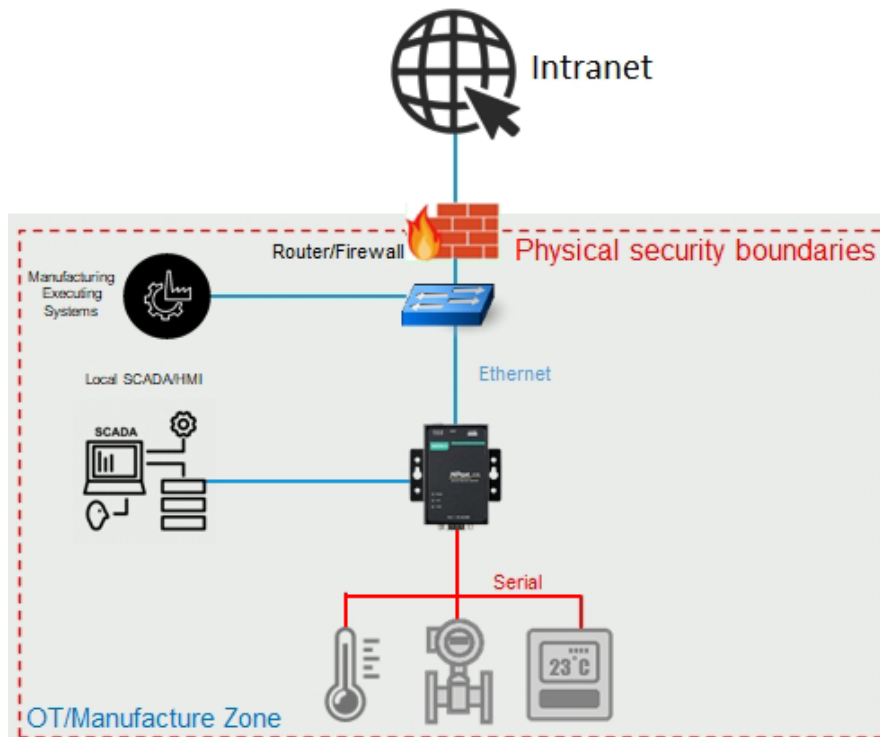 Intranet
Router/Firewall
Physical security boundaries
Manufacturing
Executing
Systems
Ethernet
Local SCADA/HMI
SCADA
NPort
Serial
23°C
OT/Manufacture Zone